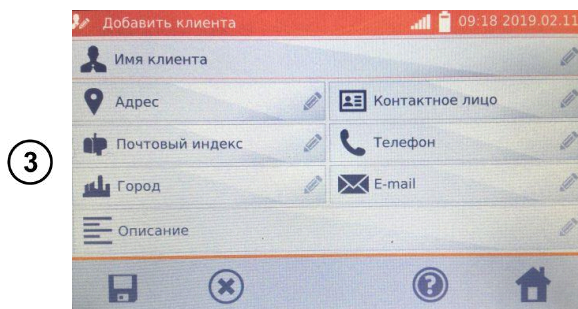 Добавить клиента 09:18 2019.02.11
Имя клиента
Адрес Контактное лицо
3 Почтовый индекс Телефон
Город E-mail
Описание
?